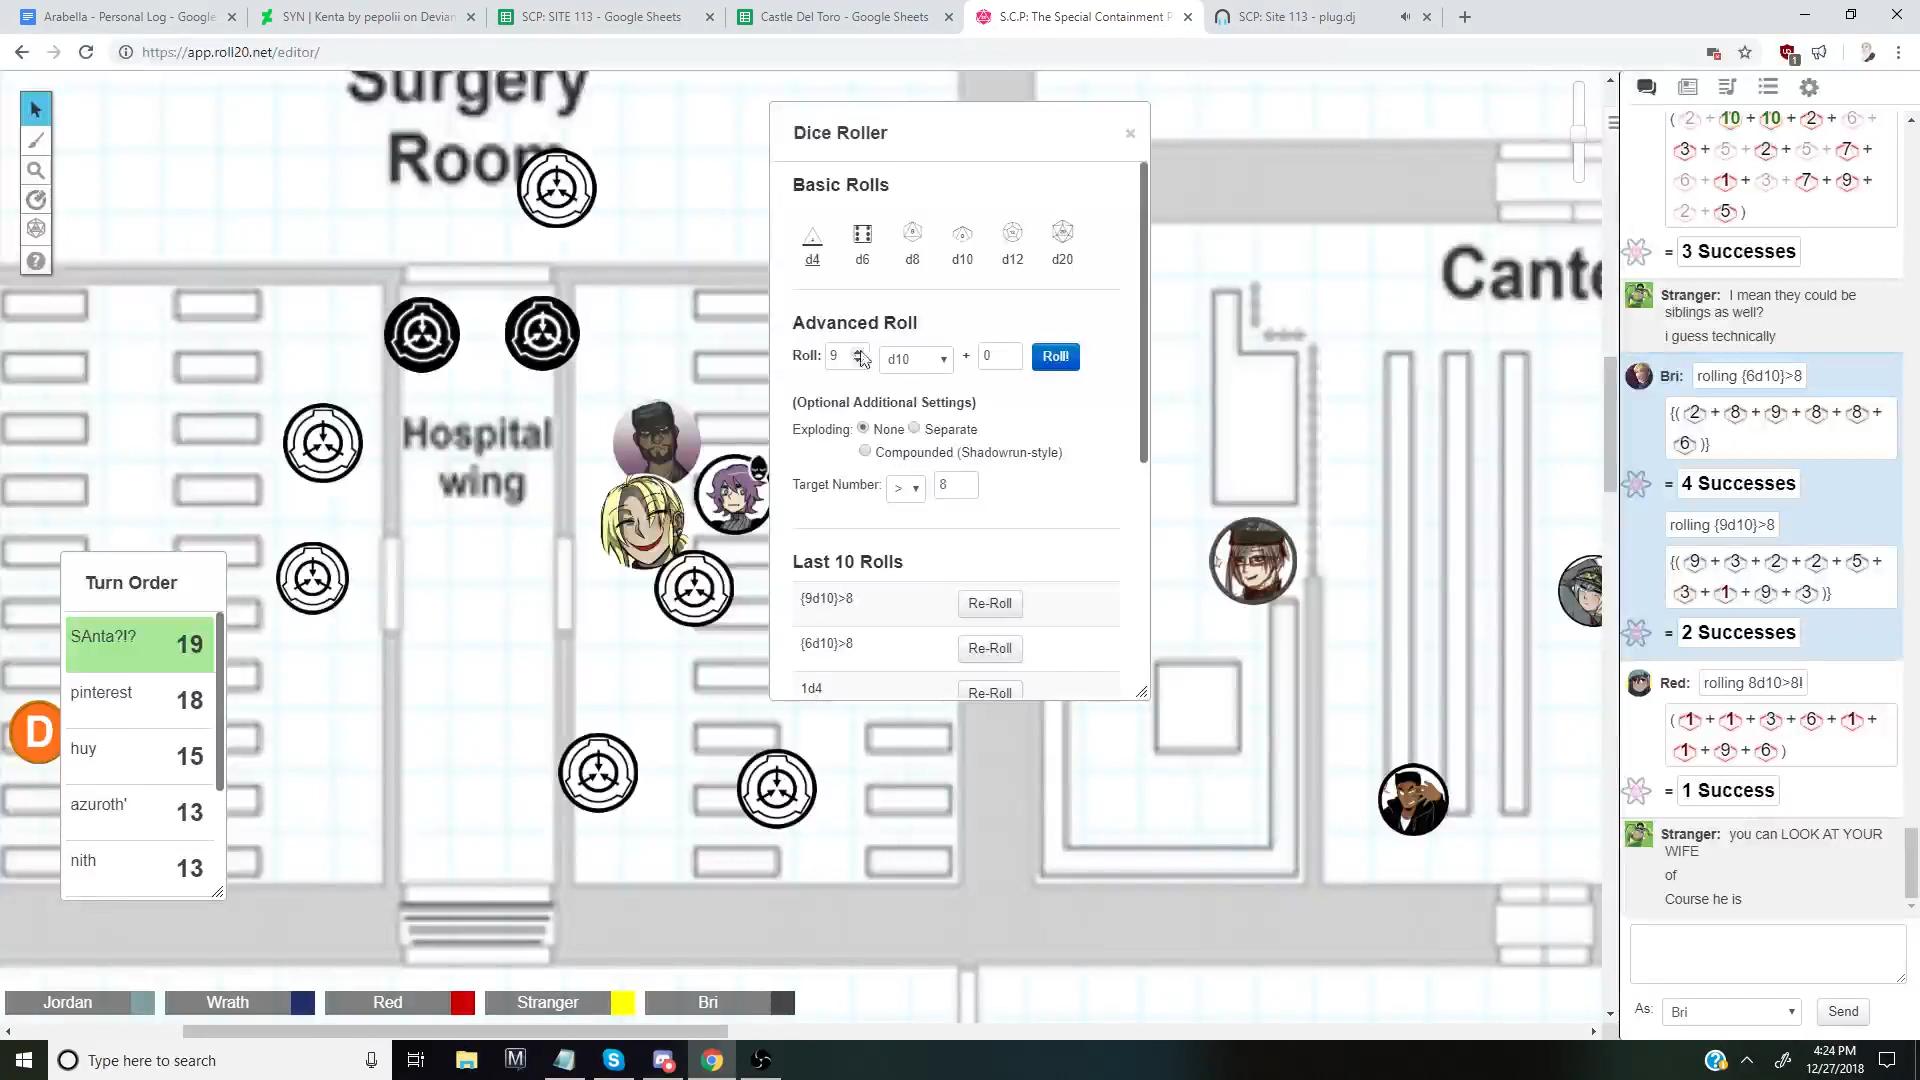 Arabella - Personal Log - Google
SYN | Kenta by pepolii on Devian
SCP: SITE 113 - Google Sheets
Castle Del Toro - Google Sheets
S.C.P: The Special Containment P
SCP: Site 113 - plug.dj
https://app.roll20.net/editor/
Surgery
Room
Hospital
wing
Cante
D
Turn Order
SAnta?!?
19
pinterest
18
huy
15
azuroth'
13
nith
13
Dice Roller
Basic Rolls
d4 d6 d8 d10 d12 d20
Advanced Roll
Roll: 9 d10 + 0 Roll!
(Optional Additional Settings)
Exploding: None Separate
Compounded (Shadowrun-style)
Target Number: > 8
Last 10 Rolls
{9d10}>8 Re-Roll
{6d10}>8 Re-Roll
1d4 Re-Roll
( 2 + 10 + 10 + 2 + 6 +
3 + 5 + 2 + 5 + 7 +
6 + 1 + 3 + 7 + 9 +
2 + 5 )
= 3 Successes
Stranger: I mean they could be
siblings as well?
i guess technically
Bri: rolling {6d10}>8
{( 2 + 8 + 9 + 8 + 8 +
6 )}
= 4 Successes
rolling {9d10}>8
{( 9 + 3 + 2 + 2 + 5 +
3 + 1 + 9 + 3 )}
= 2 Successes
Red: rolling 8d10>8!
( 1 + 1 + 3 + 6 + 1 +
1 + 9 + 6 )
= 1 Success
Stranger: you can LOOK AT YOUR
WIFE
of
Course he is
As: Bri Send
Jordan Wrath Red Stranger Bri
Type here to search
4:24 PM
12/27/2018